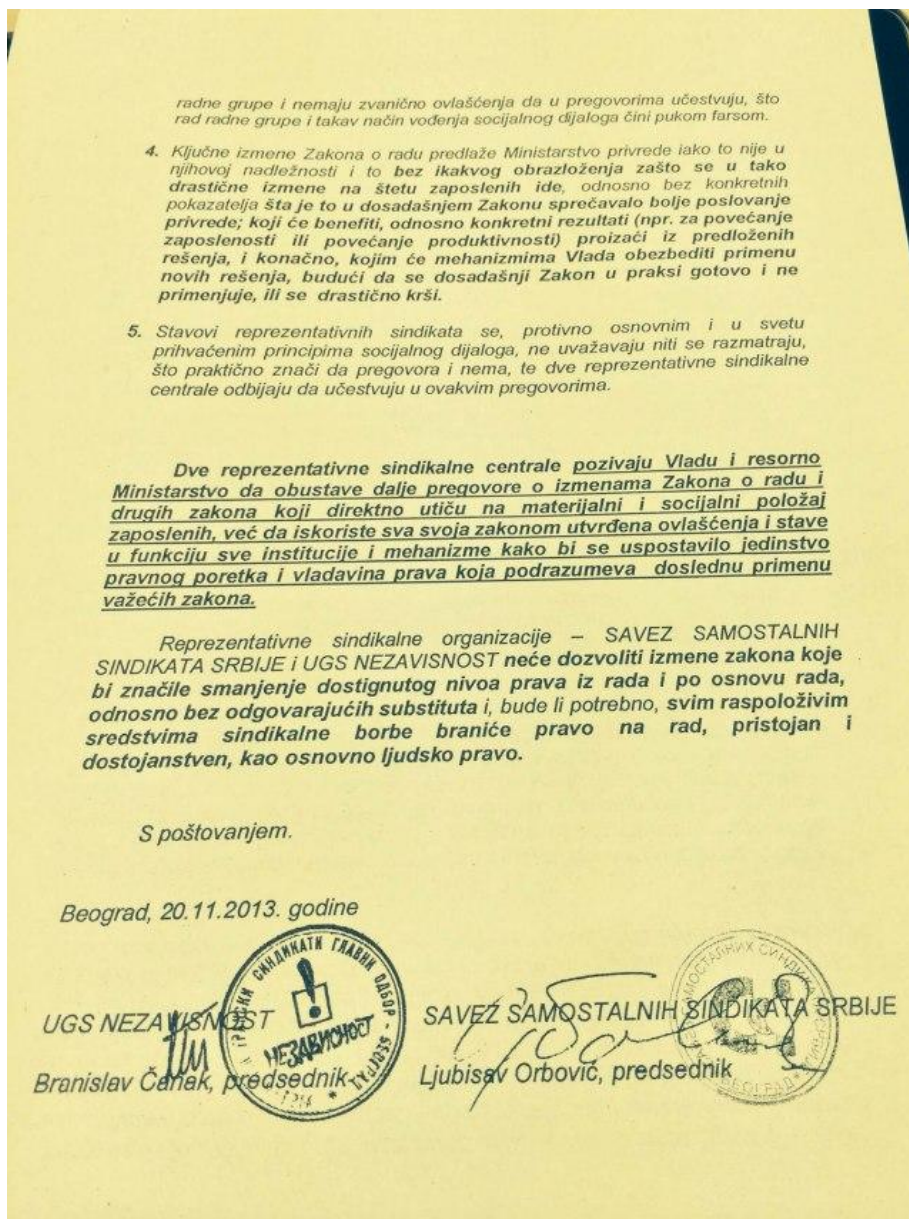 radne grupe i nemaju zvanično ovlašćenja da u pregovorima učestvuju, što
rad radne grupe i takav način vođenja socijalnog dijaloga čini pukom farsom.
4. Ključne izmene Zakona o radu predlaže Ministarstvo privrede iako to nije u
njihovoj nadležnosti i to bez ikakvog obrazloženja zašto se u tako
drastične izmene na štetu zaposlenih ide, odnosno bez konkretnih
pokazatelja šta je to u dosadašnjem Zakonu sprečavalo bolje poslovanje
privrede; koji će benefiti, odnosno konkretni rezultati (npr. za povećanje
zaposlenosti ili povećanje produktivnosti) proizaći iz predloženih
rešenja, i konačno, kojim će mehanizmima Vlada obezbediti primenu
novih rešenja, budući da se dosadašnji Zakon u praksi gotovo i ne
primenjuje, ili se drastično krši.
5. Stavovi reprezentativnih sindikata se, protivno osnovnim i u svetu
prihvaćenim principima socijalnog dijaloga, ne uvažavaju niti se razmatraju,
što praktično znači da pregovora i nema, te dve reprezentativne sindikalne
centrale odbijaju da učestvuju u ovakvim pregovorima.
Dve reprezentativne sindikalne centrale pozivaju Vladu i resorno
Ministarstvo da obustave dalje pregovore o izmenama Zakona o radu i
drugih zakona koji direktno utiču na materijalni i socijalni položaj
zaposlenih, već da iskoriste sva svoja zakonom utvrđena ovlašćenja i stave
u funkciju sve institucije i mehanizme kako bi se uspostavilo jedinstvo
pravnog poretka i vladavina prava koja podrazumeva doslednu primenu
važećih zakona.
Reprezentativne sindikalne organizacije – SAVEZ SAMOSTALNIH
SINDIKATA SRBIJE i UGS NEZAVISNOST neće dozvoliti izmene zakona koje
bi značile smanjenje dostignutog nivoa prava iz rada i po osnovu rada,
odnosno bez odgovarajućih substituta i, bude li potrebno, svim raspoloživim
sredstvima sindikalne borbe braniće pravo na rad, pristojan i
dostojanstven, kao osnovno ljudsko pravo.
S poštovanjem.
Beograd, 20.11.2013. godine
UGS NEZAVISNOST
Branislav Čanak, predsednik
СИНДИКАТИ ГЛАВНИ ОДБОР
НЕЗАВИСНОСТ
SAVEZ SAMOSTALNIH SINDIKATA SRBIJE
Ljubisav Orbović, predsednik
БЕОГРАД